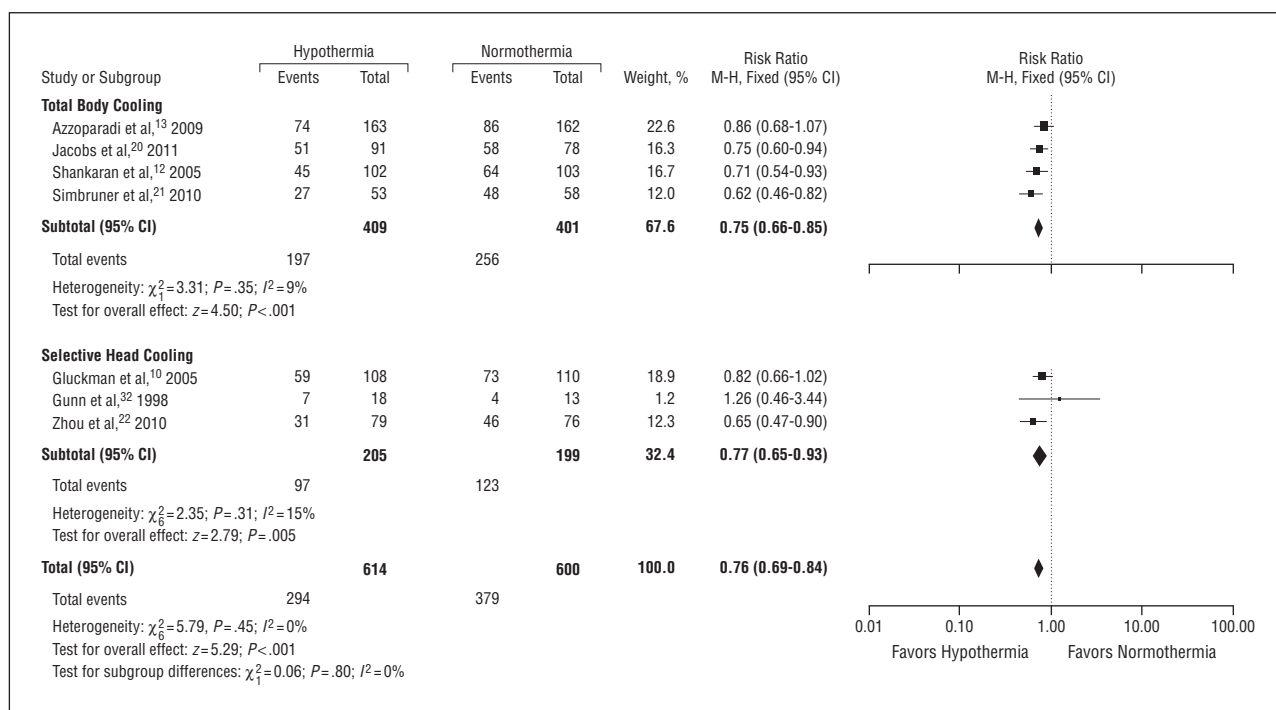 Hypothermia Normothermia Risk Ratio Risk Ratio
Study or Subgroup Events Total Events Total Weight, % M-H, Fixed (95% CI) M-H, Fixed (95% CI)
Total Body Cooling
Azzoparadi et al,13 2009 74 163 86 162 22.6 0.86 (0.68-1.07)
Jacobs et al,20 2011 51 91 58 78 16.3 0.75 (0.60-0.94)
Shankaran et al,12 2005 45 102 64 103 16.7 0.71 (0.54-0.93)
Simbruner et al,21 2010 27 53 48 58 12.0 0.62 (0.46-0.82)
Subtotal (95% CI) 409 401 67.6 0.75 (0.66-0.85)
Total events 197 256
Heterogeneity: χ²₁=3.31; P=.35; I²=9%
Test for overall effect: z=4.50; P<.001
0.01 0.10 1.00 10.00 100.00
Selective Head Cooling
Gluckman et al,10 2005 59 108 73 110 18.9 0.82 (0.66-1.02)
Gunn et al,32 1998 7 18 4 13 1.2 1.26 (0.46-3.44)
Zhou et al,22 2010 31 79 46 76 12.3 0.65 (0.47-0.90)
Subtotal (95% CI) 205 199 32.4 0.77 (0.65-0.93)
Total events 97 123
Heterogeneity: χ²₆=2.35; P=.31; I²=15%
Test for overall effect: z=2.79; P=.005
Total (95% CI) 614 600 100.0 0.76 (0.69-0.84)
Total events 294 379
Heterogeneity: χ²₆=5.79, P=.45; I²=0%
Test for overall effect: z=5.29; P<.001
Test for subgroup differences: χ²₁=0.06; P=.80; I²=0%
0.01 0.10 1.00 10.00 100.00
Favors Hypothermia Favors Normothermia